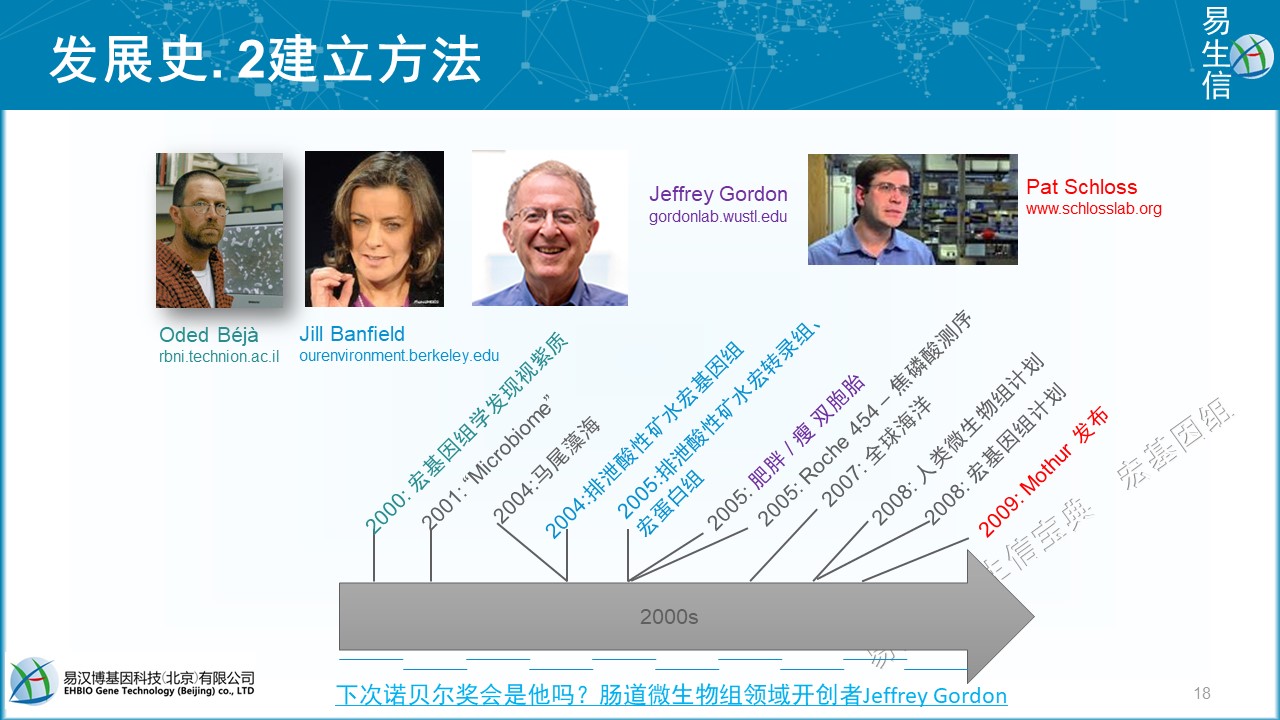 发展史. 2建立方法
易生信
Jeffrey Gordon
gordonlab.wustl.edu
Pat Schloss
www.schlosslab.org
Oded Béjà
rbni.technion.ac.il
Jill Banfield
ourenvironment.berkeley.edu
2000: 宏基因组学发现视紫质
2001: “Microbiome”
2004: 马尾藻海
2004:排泄酸性矿水宏基因组
2005:排泄酸性矿水宏转录组、
宏蛋白组
2005: 肥胖 / 瘦 双胞胎
2005: Roche 454 – 焦磷酸测序
2007: 全球海洋
2008: 人类微生物组计划
2008: 宏基因组计划
2009: Mothur 发布
生信宝典
宏基因组
易
2000s
易汉博基因科技(北京)有限公司
EHBIO Gene Technology (Beijing) co., LTD
下次诺贝尔奖会是他吗？肠道微生物组领域开创者Jeffrey Gordon
18